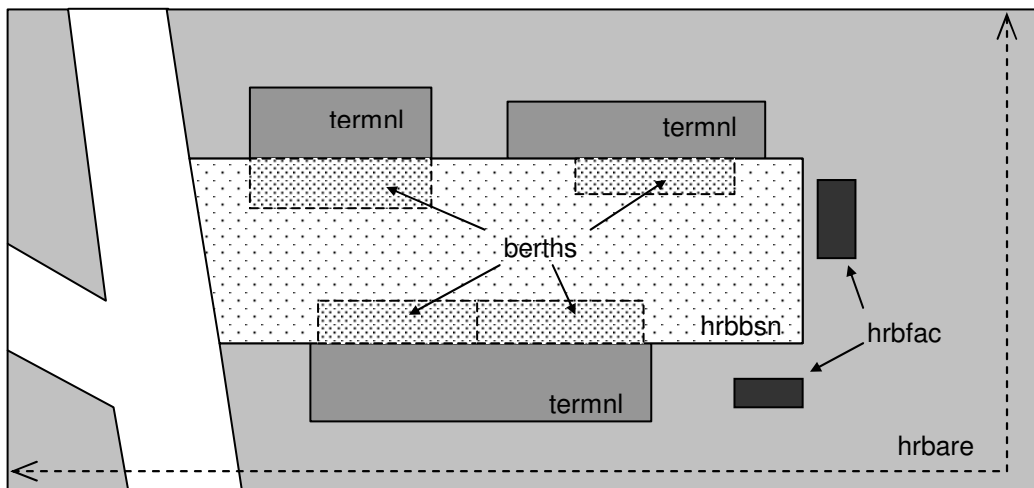 termnl
termnl
berths
hrbbsn
hrbfac
termnl
hrbare